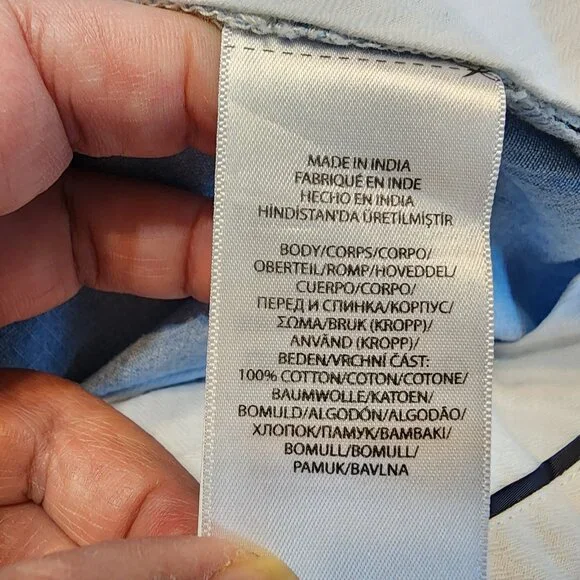 MADE IN INDIA
FABRIQUÉ EN INDE
HECHO EN INDIA
HİNDİSTAN'DA ÜRETİLMİŞTİR
BODY/CORPS/CORPO/
OBERTEIL/ROMP/HOVEDDEL/
CUERPO/CORPO/
ПЕРЕД И СПИНКА/КОРПУС/
ΣΩΜΑ/BRUK (KROPP)/
ANVÄND (KROPP)/
BEDEN/VRCHNÍ ČÁST:
100% COTTON/COTON/COTONE/
BAUMWOLLE/KATOEN/
BOMULD/ALGODÓN/ALGODÃO/
ХЛОПОК/ПАМУК/BAMBAKI/
BOMULL/BOMULL/
PAMUK/BAVLNA